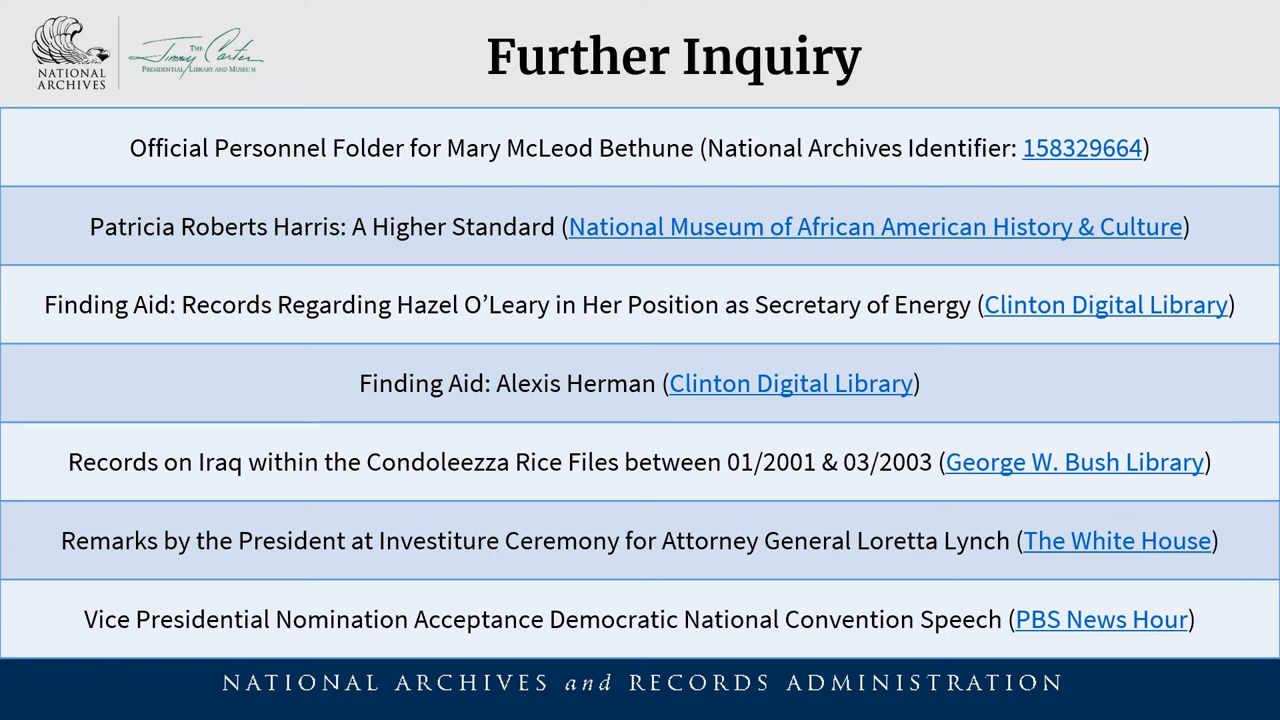 NATIONAL
ARCHIVES
THE
Jimmy Carter
PRESIDENTIAL LIBRARY AND MUSEUM
Further Inquiry
Official Personnel Folder for Mary McLeod Bethune (National Archives Identifier: 158329664)
Patricia Roberts Harris: A Higher Standard (National Museum of African American History & Culture)
Finding Aid: Records Regarding Hazel O’Leary in Her Position as Secretary of Energy (Clinton Digital Library)
Finding Aid: Alexis Herman (Clinton Digital Library)
Records on Iraq within the Condoleezza Rice Files between 01/2001 & 03/2003 (George W. Bush Library)
Remarks by the President at Investiture Ceremony for Attorney General Loretta Lynch (The White House)
Vice Presidential Nomination Acceptance Democratic National Convention Speech (PBS News Hour)
NATIONAL ARCHIVES and RECORDS ADMINISTRATION